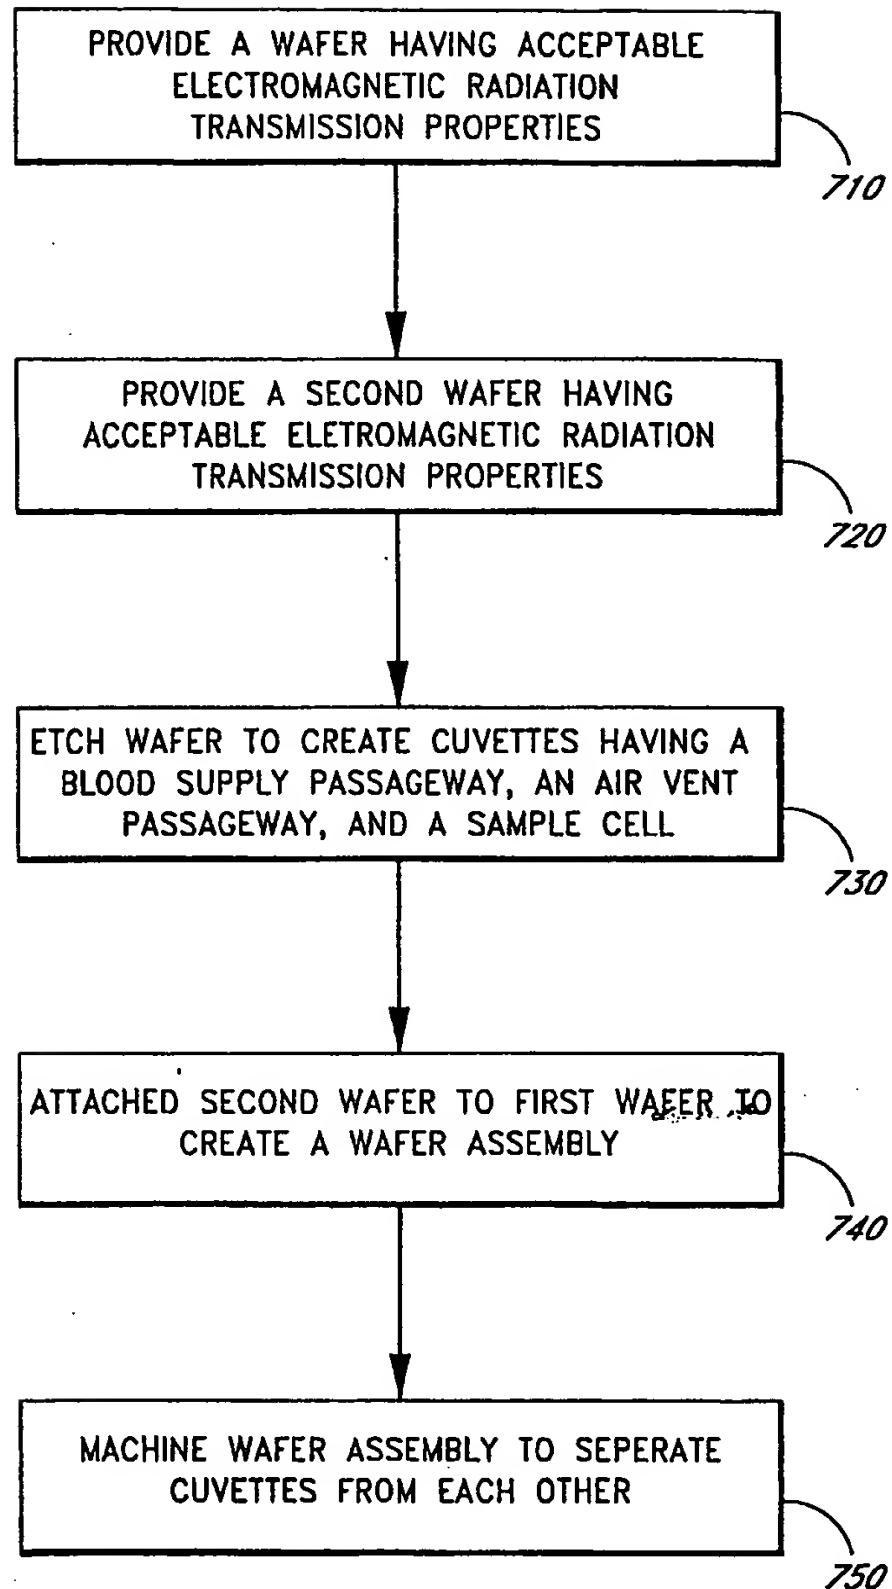 PROVIDE A WAFER HAVING ACCEPTABLE
ELECTROMAGNETIC RADIATION
TRANSMISSION PROPERTIES
710
PROVIDE A SECOND WAFER HAVING
ACCEPTABLE ELETROMAGNETIC RADIATION
TRANSMISSION PROPERTIES
720
ETCH WAFER TO CREATE CUVETTES HAVING A
BLOOD SUPPLY PASSAGEWAY, AN AIR VENT
PASSAGEWAY, AND A SAMPLE CELL
730
ATTACHED SECOND WAFER TO FIRST WAFER TO
CREATE A WAFER ASSEMBLY
740
MACHINE WAFER ASSEMBLY TO SEPERATE
CUVETTES FROM EACH OTHER
750